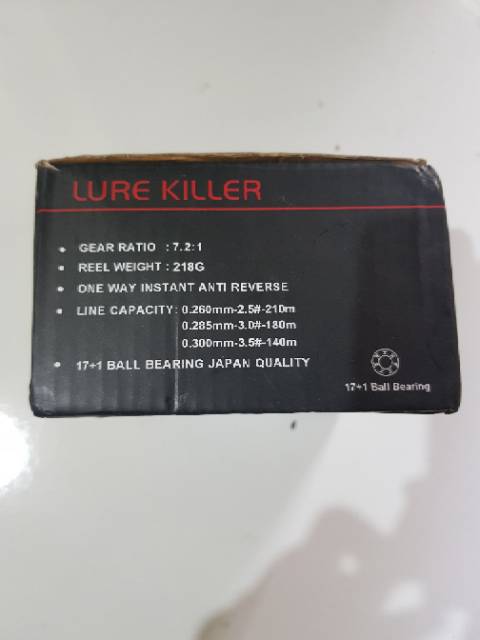 LURE KILLER
• GEAR RATIO : 7.2:1
• REEL WEIGHT : 218G
• ONE WAY INSTANT ANTI REVERSE
• LINE CAPACITY: 0.260mm-2.5#-210m
0.285mm-3.0#-180m
0.300mm-3.5#-140m
• 17+1 BALL BEARING JAPAN QUALITY
17+1 Ball Bearing